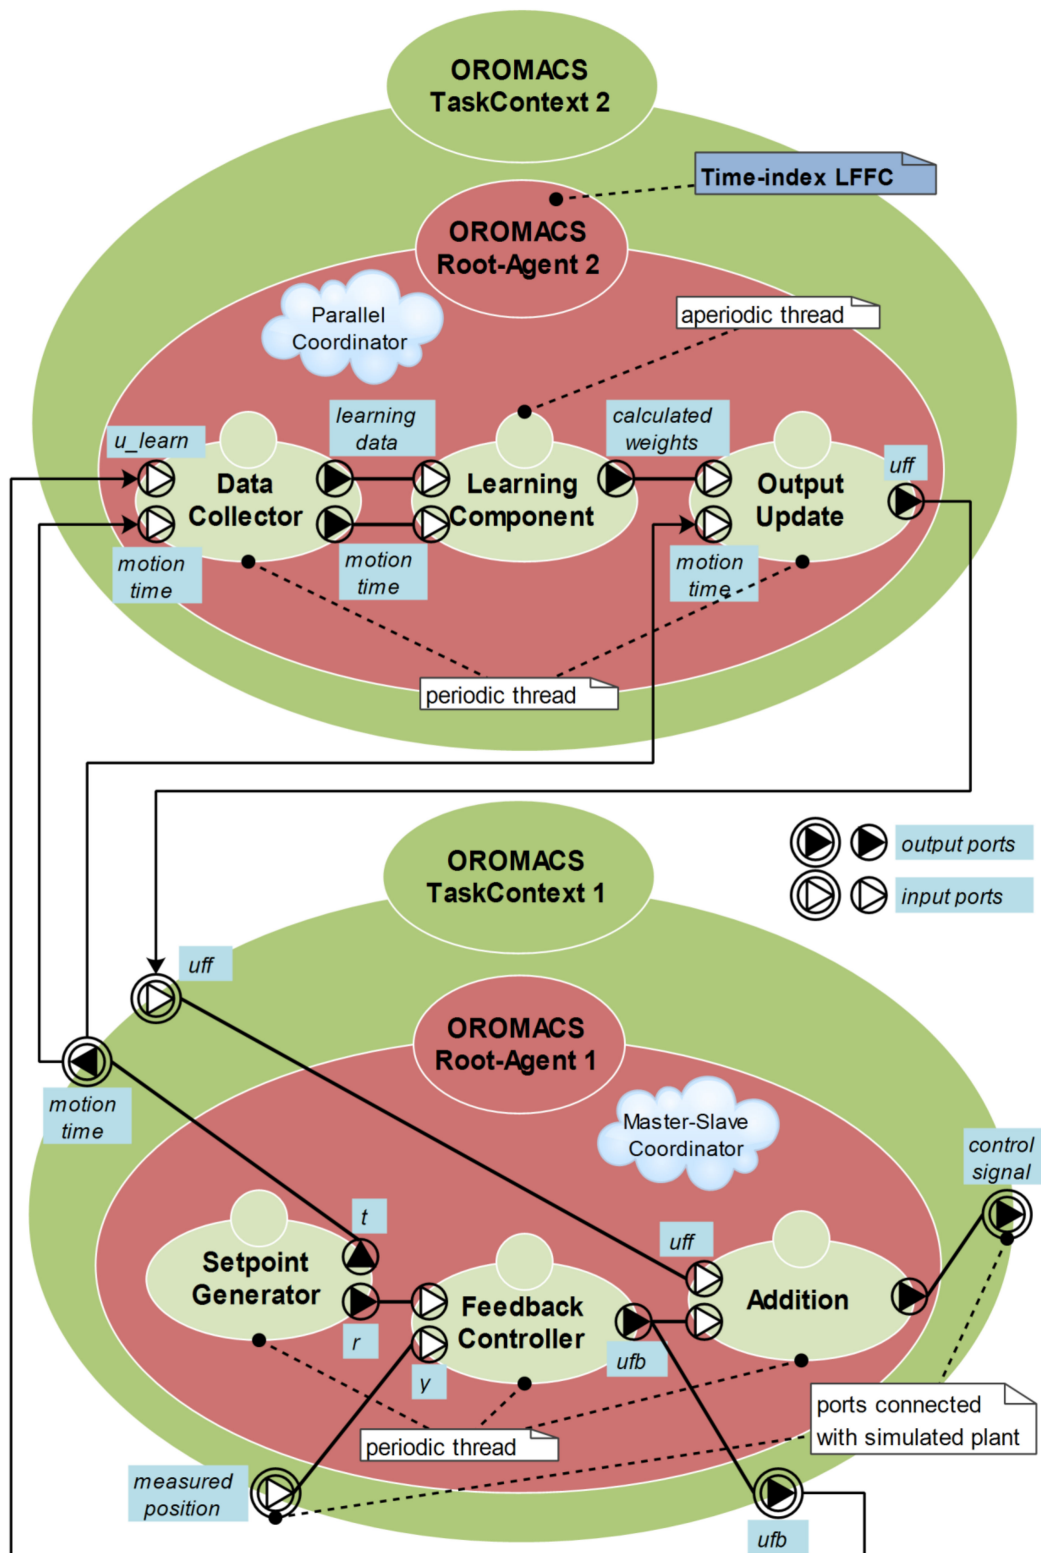 OROMACS
TaskContext 2
Time-index LFFC
OROMACS
Root-Agent 2
Parallel
Coordinator
aperiodic thread
learning
data
calculated
weights
u_learn
uff
Data
Collector
Learning
Component
Output
Update
motion
time
motion
time
motion
time
periodic thread
OROMACS
TaskContext 1
output ports
input ports
uff
OROMACS
Root-Agent 1
motion
time
Master-Slave
Coordinator
control
signal
t
uff
Setpoint
Generator
Feedback
Controller
Addition
r
y
ufb
ports connected
with simulated plant
periodic thread
measured
position
ufb